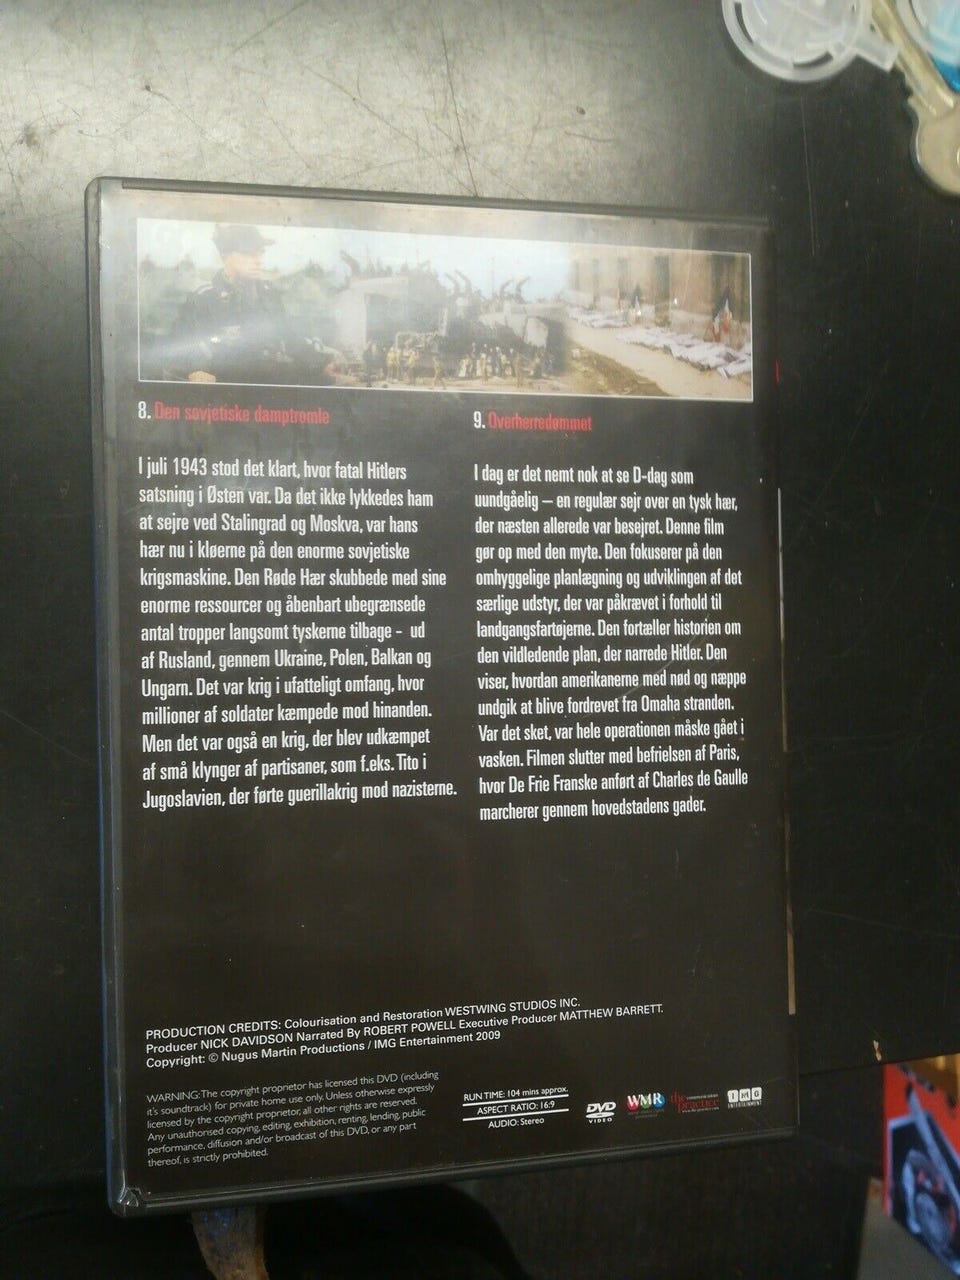 8. Den sovjetiske damptromle
I juli 1943 stod det klart, hvor fatal Hitlers
satsning i Østen var. Da det ikke lykkedes ham
at sejre ved Stalingrad og Moskva, var hans
hær nu i kløerne på den enorme sovjetiske
krigsmaskine. Den Røde Hær skubbede med sine
enorme ressourcer og åbenbart ubegrænsede
antal tropper langsomt tyskerne tilbage - ud
af Rusland, gennem Ukraine, Polen, Balkan og
Ungarn. Det var krig i ufatteligt omfang, hvor
millioner af soldater kæmpede mod hinanden.
Men det var også en krig, der blev udkæmpet
af små klynger af partisaner, som f.eks. Tito i
Jugoslavien, der førte guerillakrig mod nazisterne.
9. Overherredømmet
I dag er det nemt nok at se D-dag som
uundgåelig – en regulær sejr over en tysk hær,
der næsten allerede var besejret. Denne film
gør op med den myte. Den fokuserer på den
omhyggelige planlægning og udviklingen af det
særlige udstyr, der var påkrævet i forhold til
landgangsfartøjerne. Den fortæller historien om
den vildledende plan, der narrede Hitler. Den
viser, hvordan amerikanerne med nød og næppe
undgik at blive fordrevet fra Omaha stranden.
Var det sket, var hele operationen måske gået i
vasken. Filmen slutter med befrielsen af Paris,
hvor De Frie Franske anført af Charles de Gaulle
marcherer gennem hovedstadens gader.
PRODUCTION CREDITS: Colourisation and Restoration WESTWING STUDIOS INC.
Producer NICK DAVIDSON Narrated By ROBERT POWELL Executive Producer MATTHEW BARRETT.
Copyright: © Nugus Martin Productions / IMG Entertainment 2009
WARNING: The copyright proprietor has licensed this DVD (including
it's soundtrack) for private home use only. Unless otherwise expressly
licensed by the copyright proprietor, all other rights are reserved.
Any unauthorised copying, editing, exhibition, renting, lending, public
performance, diffusion and/or broadcast of this DVD, or any part
thereof, is strictly prohibited.
RUN TIME: 104 mins approx.
ASPECT RATIO: 16:9
AUDIO: Stereo
DVD
VIDEO
WMR
the practice
IMG
ENTERTAINMENT